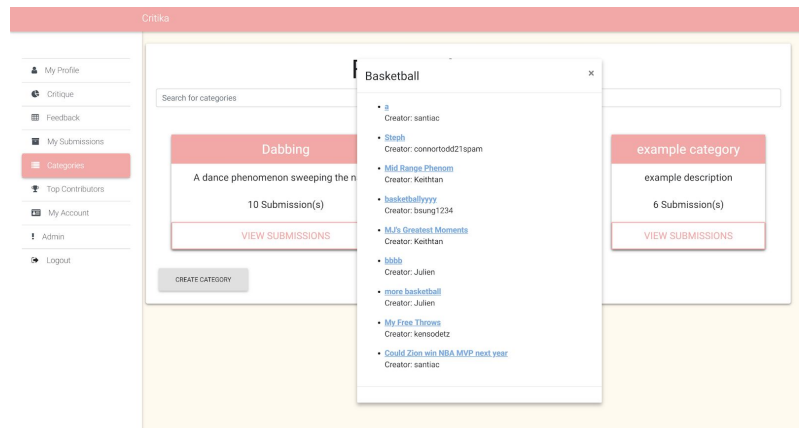 Critika
My Profile
Critique
Feedback
My Submissions
Categories
Top Contributors
My Account
Admin
Logout
Search for categories
Dabbing
A dance phenomenon sweeping the n
10 Submission(s)
VIEW SUBMISSIONS
CREATE CATEGORY
Basketball
×
• a
Creator: santiac
• Steph
Creator: connortodd21spam
• Mid Range Phenom
Creator: Keithtan
• basketballyyyy
Creator: bsung1234
• MJ's Greatest Moments
Creator: Keithtan
• bbbb
Creator: Julien
• more basketball
Creator: Julien
• My Free Throws
Creator: kensodetz
• Could Zion win NBA MVP next year
Creator: santiac
example category
example description
6 Submission(s)
VIEW SUBMISSIONS